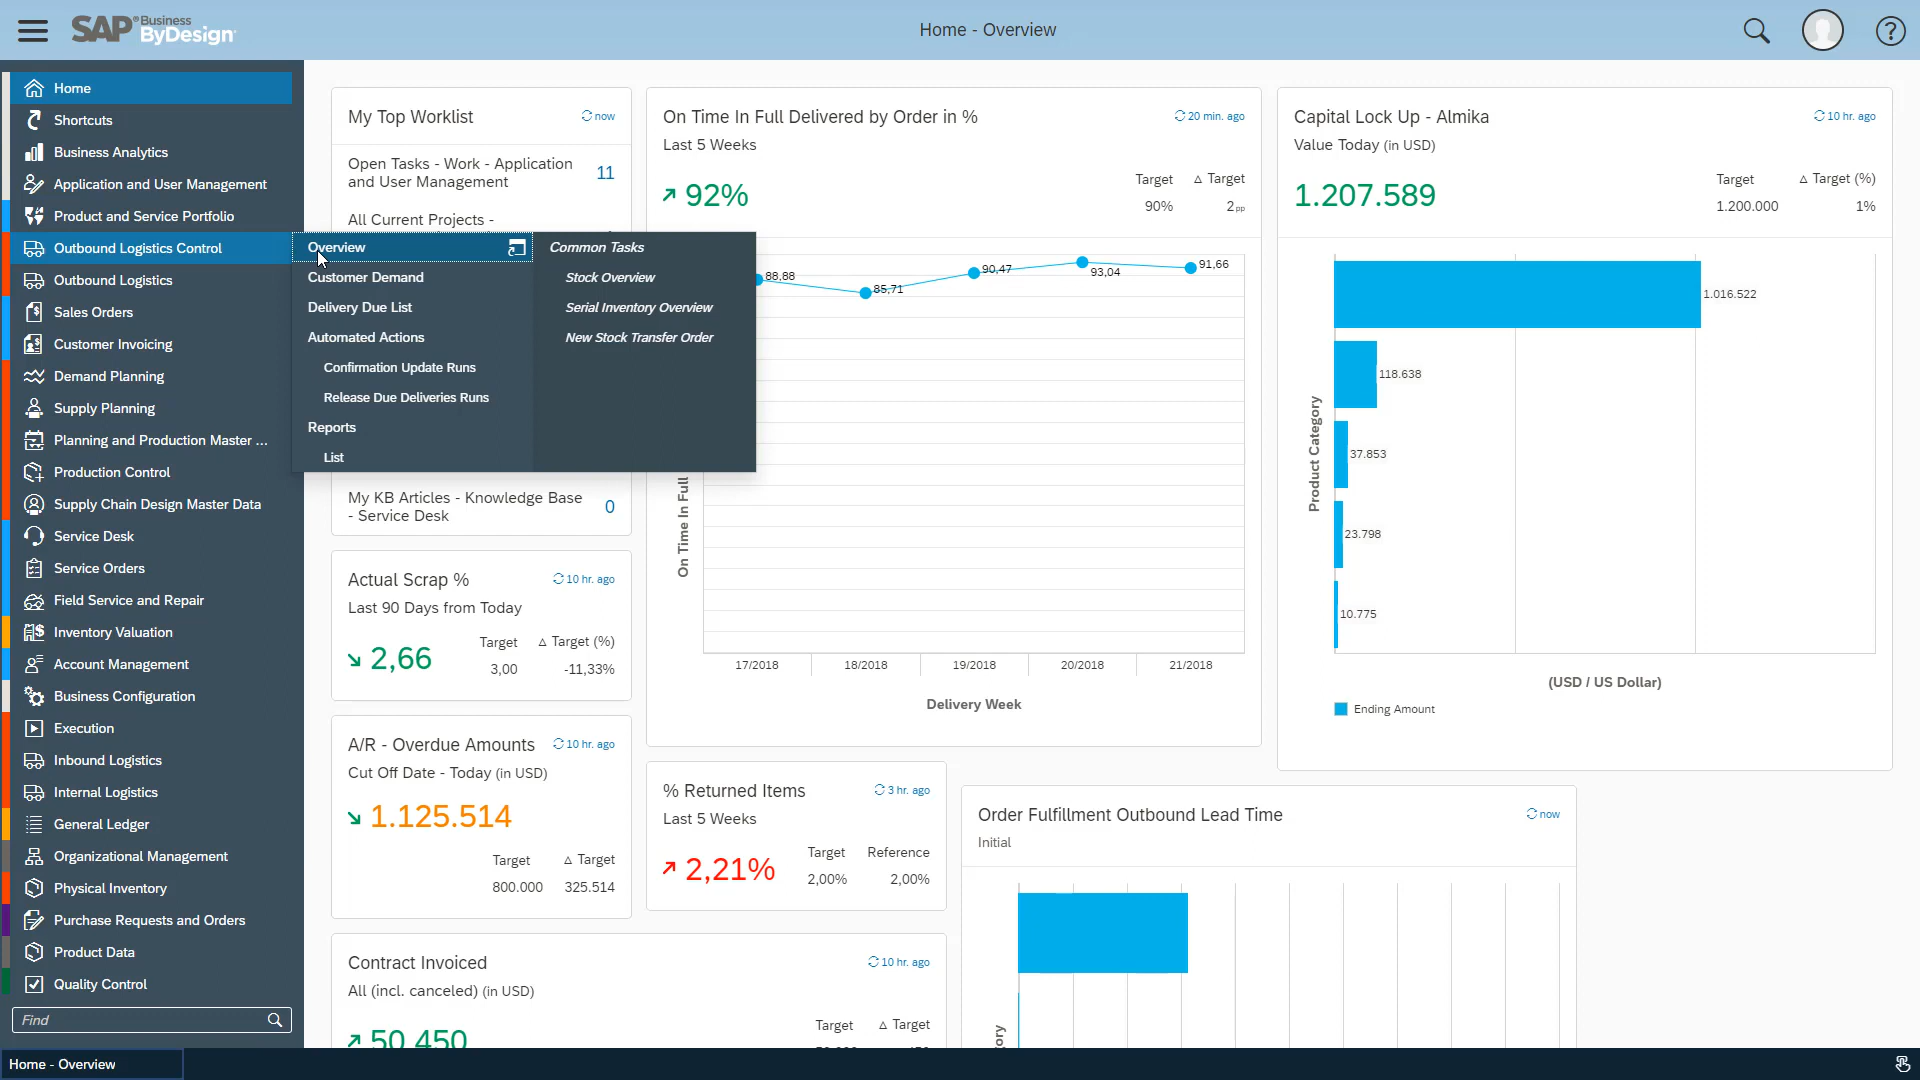 SAP Business ByDesign
Home - Overview
Home
Shortcuts
Business Analytics
Application and User Management
Product and Service Portfolio
Outbound Logistics Control
Outbound Logistics
Sales Orders
Customer Invoicing
Demand Planning
Supply Planning
Planning and Production Master ...
Production Control
Supply Chain Design Master Data
Service Desk
Service Orders
Field Service and Repair
Inventory Valuation
Account Management
Business Configuration
Execution
Inbound Logistics
Internal Logistics
General Ledger
Organizational Management
Physical Inventory
Purchase Requests and Orders
Product Data
Quality Control
Find
Overview
Customer Demand
Delivery Due List
Automated Actions
Confirmation Update Runs
Release Due Deliveries Runs
Reports
List
Common Tasks
Stock Overview
Serial Inventory Overview
New Stock Transfer Order
My Top Worklist
now
Open Tasks - Work - Application
and User Management
11
All Current Projects -
My KB Articles - Knowledge Base
- Service Desk
0
Actual Scrap %
10 hr. ago
Last 90 Days from Today
2,66
Target
3,00
△ Target (%)
-11,33%
A/R - Overdue Amounts
10 hr. ago
Cut Off Date - Today (in USD)
1.125.514
Target
800.000
△ Target
325.514
On Time In Full Delivered by Order in %
20 min. ago
Last 5 Weeks
92%
Target
90%
△ Target
2 pp
88,88
85,71
90,47
93,04
91,66
On Time In Full
17/2018
18/2018
19/2018
20/2018
21/2018
Delivery Week
Capital Lock Up - Almika
10 hr. ago
Value Today (in USD)
1.207.589
Target
1.200.000
△ Target (%)
1%
Product Category
1.016.522
118.638
37.853
23.798
10.775
(USD / US Dollar)
Ending Amount
% Returned Items
3 hr. ago
Last 5 Weeks
2,21%
Target
2,00%
Reference
2,00%
Order Fulfillment Outbound Lead Time
now
Initial
Contract Invoiced
10 hr. ago
All (incl. canceled) (in USD)
50.450
Target
△ Target
Home - Overview